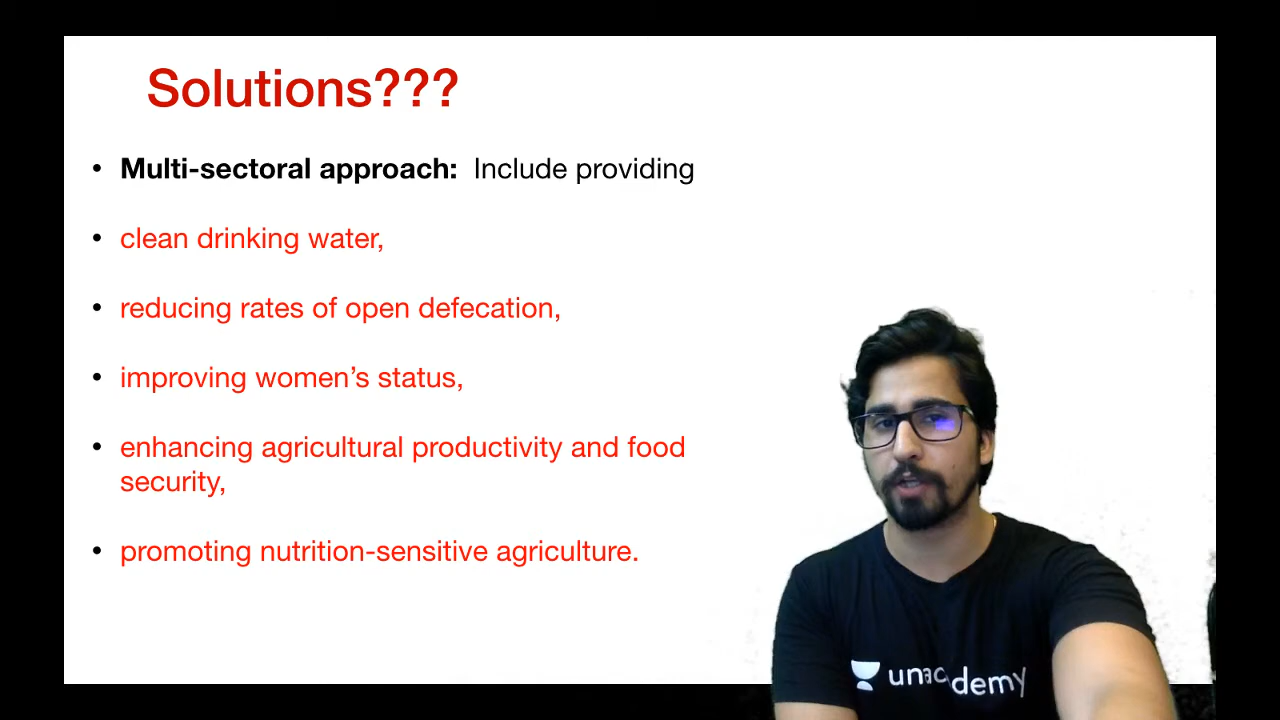 Solutions???
• Multi-sectoral approach: Include providing
• clean drinking water,
• reducing rates of open defecation,
• improving women’s status,
• enhancing agricultural productivity and food
security,
• promoting nutrition-sensitive agriculture.
unacademy